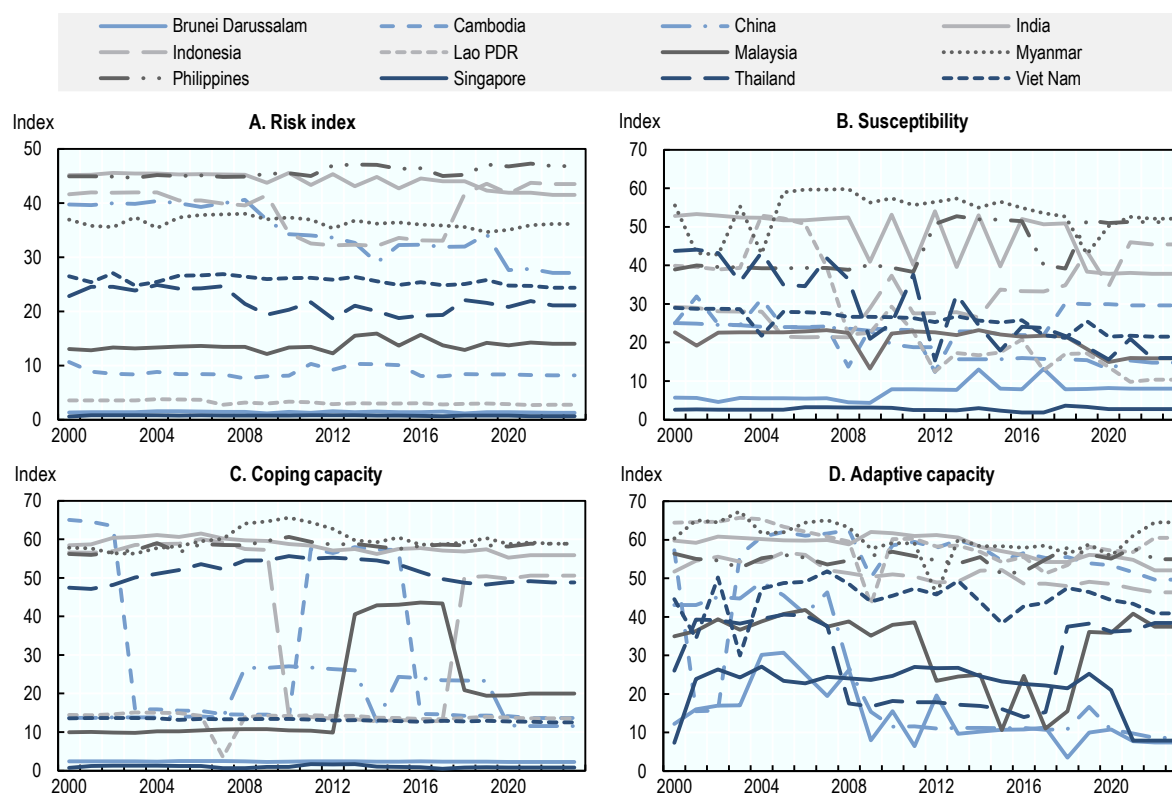 Brunei Darussalam Cambodia China India
Indonesia Lao PDR Malaysia Myanmar
Philippines Singapore Thailand Viet Nam
Index A. Risk index
50
40
30
20
10
0
2000 2004 2008 2012 2016 2020
Index B. Susceptibility
70
60
50
40
30
20
10
0
2000 2004 2008 2012 2016 2020
Index C. Coping capacity
70
60
50
40
30
20
10
0
2000 2004 2008 2012 2016 2020
Index D. Adaptive capacity
70
60
50
40
30
20
10
0
2000 2004 2008 2012 2016 2020